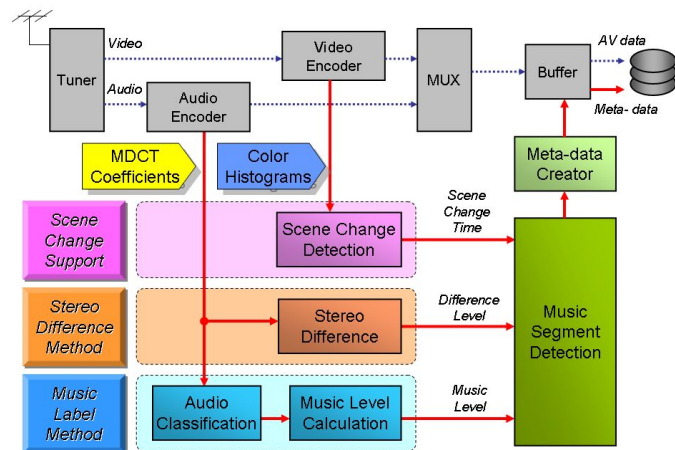 Video
Video
Encoder
AV data
Tuner
MUX
Buffer
Audio
Audio
Encoder
Meta- data
MDCT
Coefficients
Color
Histograms
Meta-data
Creator
Scene
Change
Support
Scene Change
Detection
Scene
Change
Time
Stereo
Difference
Method
Stereo
Difference
Difference
Level
Music
Segment
Detection
Music
Label
Method
Audio
Classification
Music Level
Calculation
Music
Level